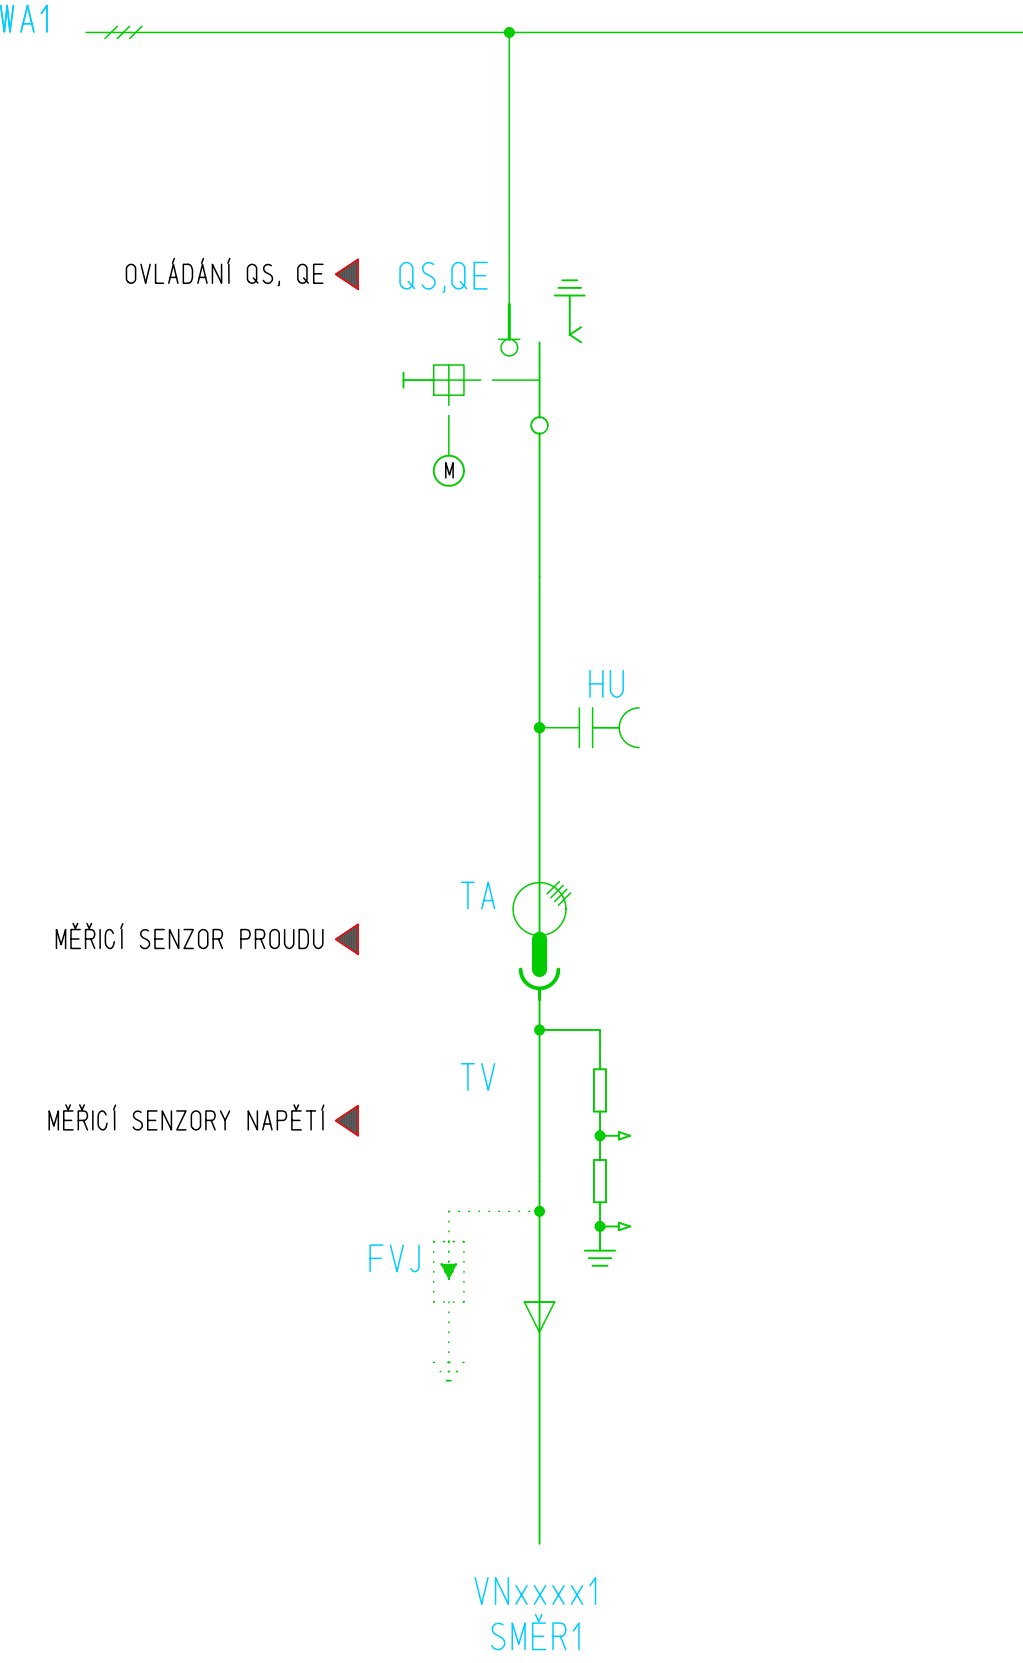 WA1
OVLÁDÁNÍ QS, QE
QS,QE
M
HU
TA
MĚŘICÍ SENZOR PROUDU
TV
MĚŘICÍ SENZORY NAPĚTÍ
FVJ
VNxxxx1
SMĚR1